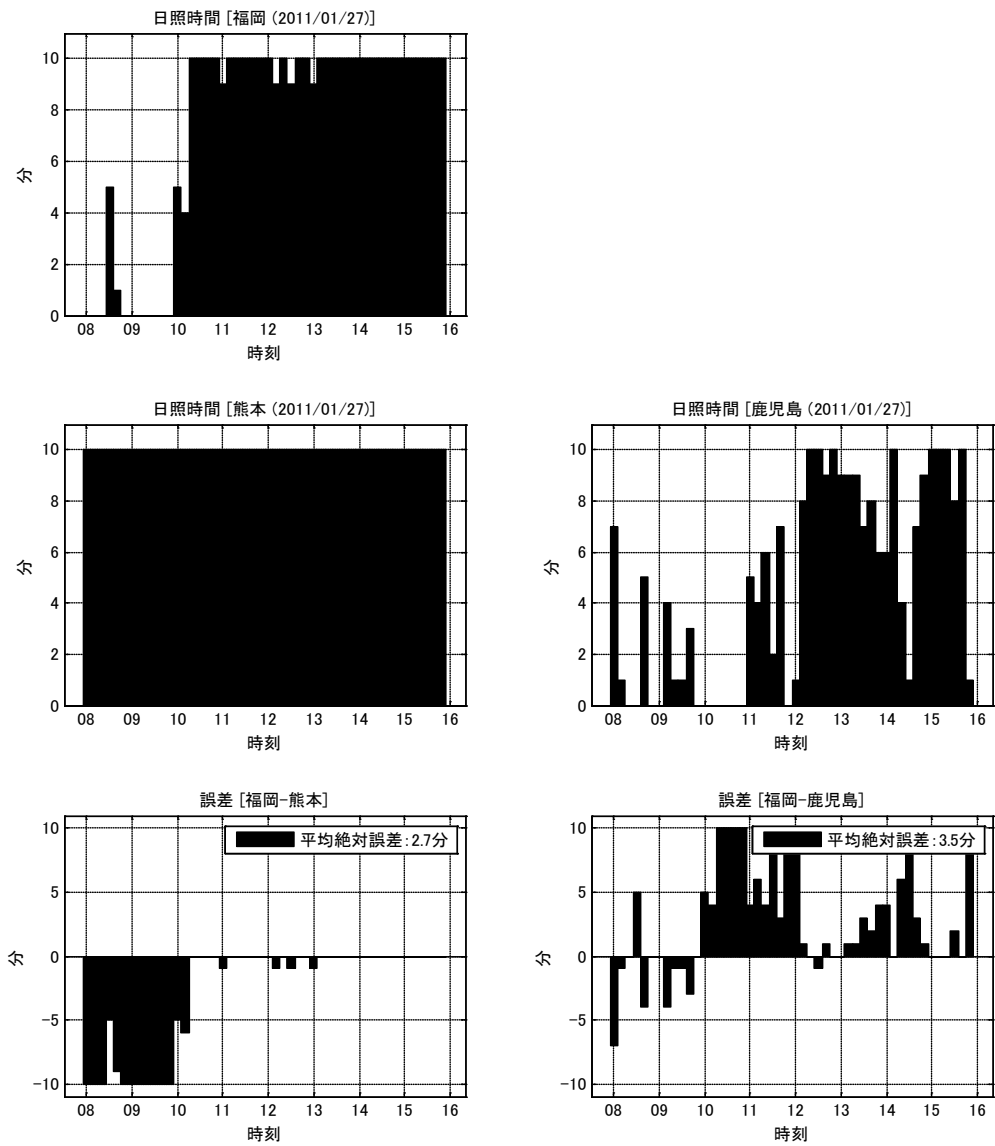 日照時間 [福岡 (2011/01/27)]
10
8
6
4
2
0
分
08 09 10 11 12 13 14 15 16
時刻
日照時間 [熊本 (2011/01/27)]
10
8
6
4
2
0
分
08 09 10 11 12 13 14 15 16
時刻
日照時間 [鹿児島 (2011/01/27)]
10
8
6
4
2
0
分
08 09 10 11 12 13 14 15 16
時刻
誤差 [福岡-熊本]
平均絶対誤差:2.7分
10
5
0
-5
-10
分
08 09 10 11 12 13 14 15 16
時刻
誤差 [福岡-鹿児島]
平均絶対誤差:3.5分
10
5
0
-5
-10
分
08 09 10 11 12 13 14 15 16
時刻